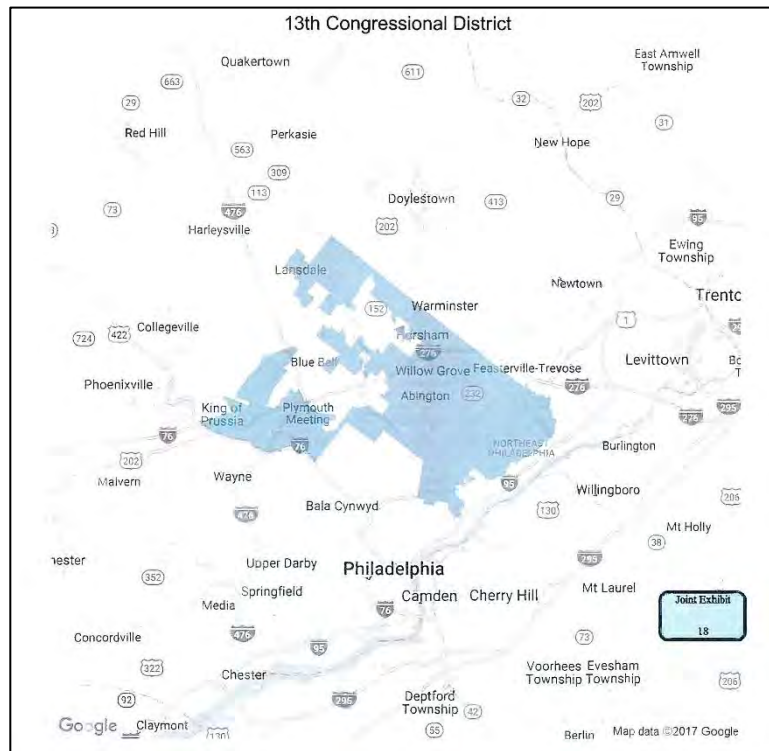 13th Congressional District
Quakertown
611
East Amwell
Township
663
29
32
202
Red Hill
Perkasie
31
563
New Hope
309
113
Doylestown
73
476
202
413
29
Harleysville
95
Ewing
Township
Lansdale
Newtown
Trento
152
Warminster
Collegeville
1
724
422
Horsham
276
Levittown
Blue Bell
Willow Grove
Feasterville-Trevose
Phoenixville
Abington
232
276
King of
Prussia
Plymouth
Meeting
276
295
76
76
NORTHEAST
PHILADELPHIA
Burlington
202
Malvern
Wayne
95
Willingboro
206
Bala Cynwyd
130
476
Mt Holly
38
hester
Upper Darby
Philadelphia
295
352
Springfield
Camden
Cherry Hill
Mt Laurel
Media
76
Joint Exhibit
18
Concordville
476
95
73
322
Chester
Voorhees
Township
Evesham
Township
206
92
295
Deptford
Township
42
Google
Claymont
130
55
Berlin
Map data ©2017 Google